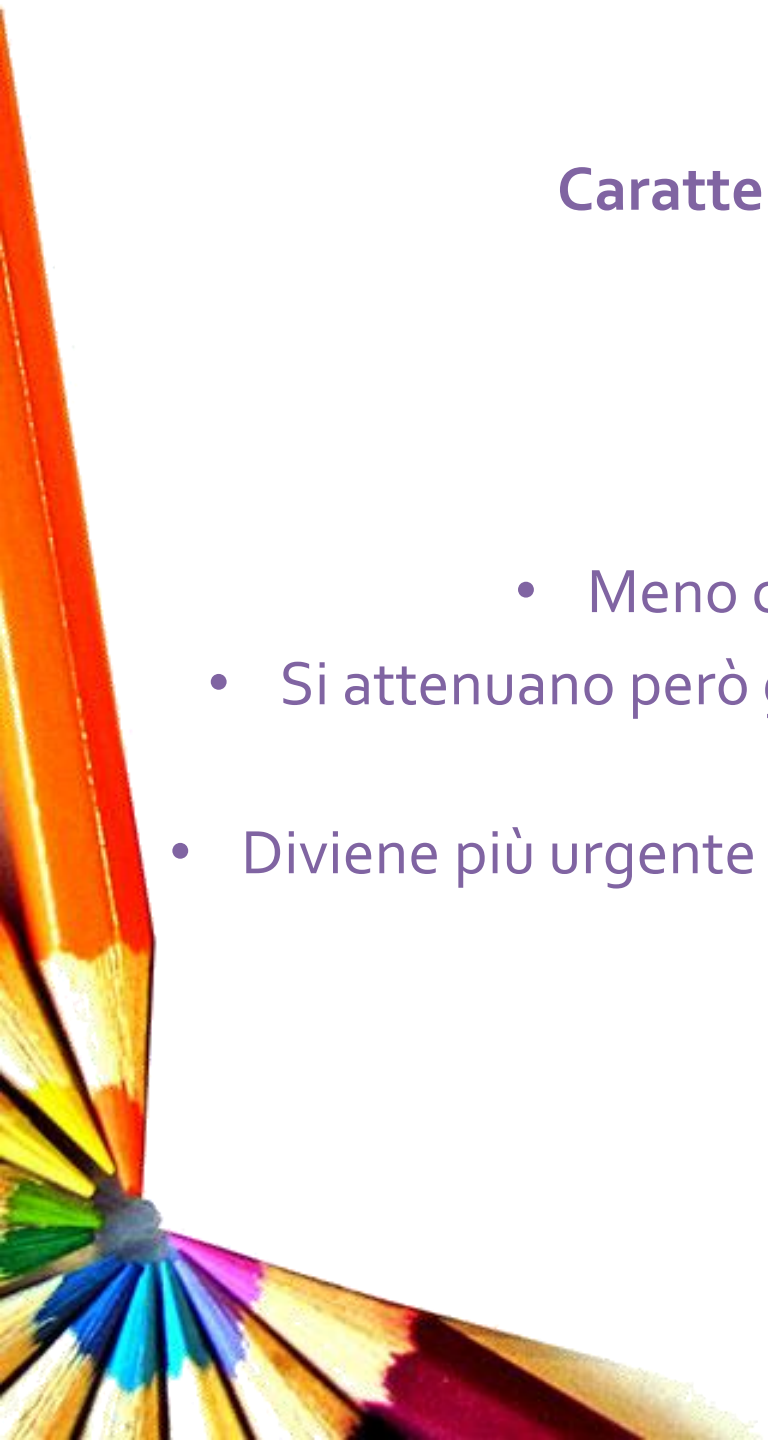 Caratte
• Meno
• Si attenuano però
• Diviene più urgente